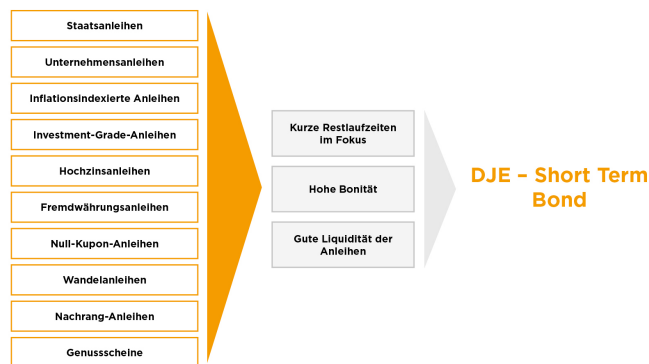 Staatsanleihen
Unternehmensanleihen
Inflationsindexierte Anleihen
Investment-Grade-Anleihen
Hochzinsanleihen
Fremdwährungsanleihen
Null-Kupon-Anleihen
Wandelanleihen
Nachrang-Anleihen
Genussscheine
Kurze Restlaufzeiten
im Fokus
Hohe Bonität
Gute Liquidität der
Anleihen
DJE – Short Term
Bond